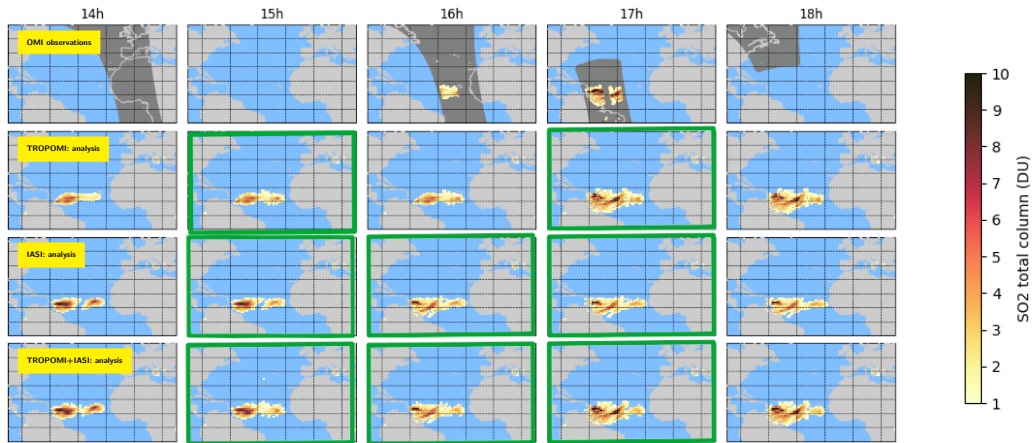 14h 15h 16h 17h 18h
OMI observations
TROPOMI: analysis
IASI: analysis
TROPOMI+IASI: analysis
10
9
8
7
6
5
4
3
2
1
SO2 total column (DU)